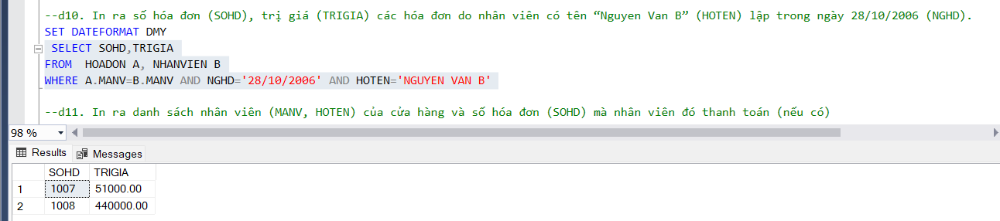 --d10. In ra số hóa đơn (SOHD), trị giá (TRIGIA) các hóa đơn do nhân viên có tên “Nguyen Van B” (HOTEN) lập trong ngày 28/10/2006 (NGHD).
SET DATEFORMAT DMY
SELECT SOHD,TRIGIA
FROM  HOADON A, NHANVIEN B
WHERE A.MANV=B.MANV AND NGHD='28/10/2006' AND HOTEN='NGUYEN VAN B'
--d11. In ra danh sách nhân viên (MANV, HOTEN) của cửa hàng và số hóa đơn (SOHD) mà nhân viên đó thanh toán (nếu có)
98 %
Results Messages
SOHD TRIGIA
1 1007 51000.00
2 1008 440000.00